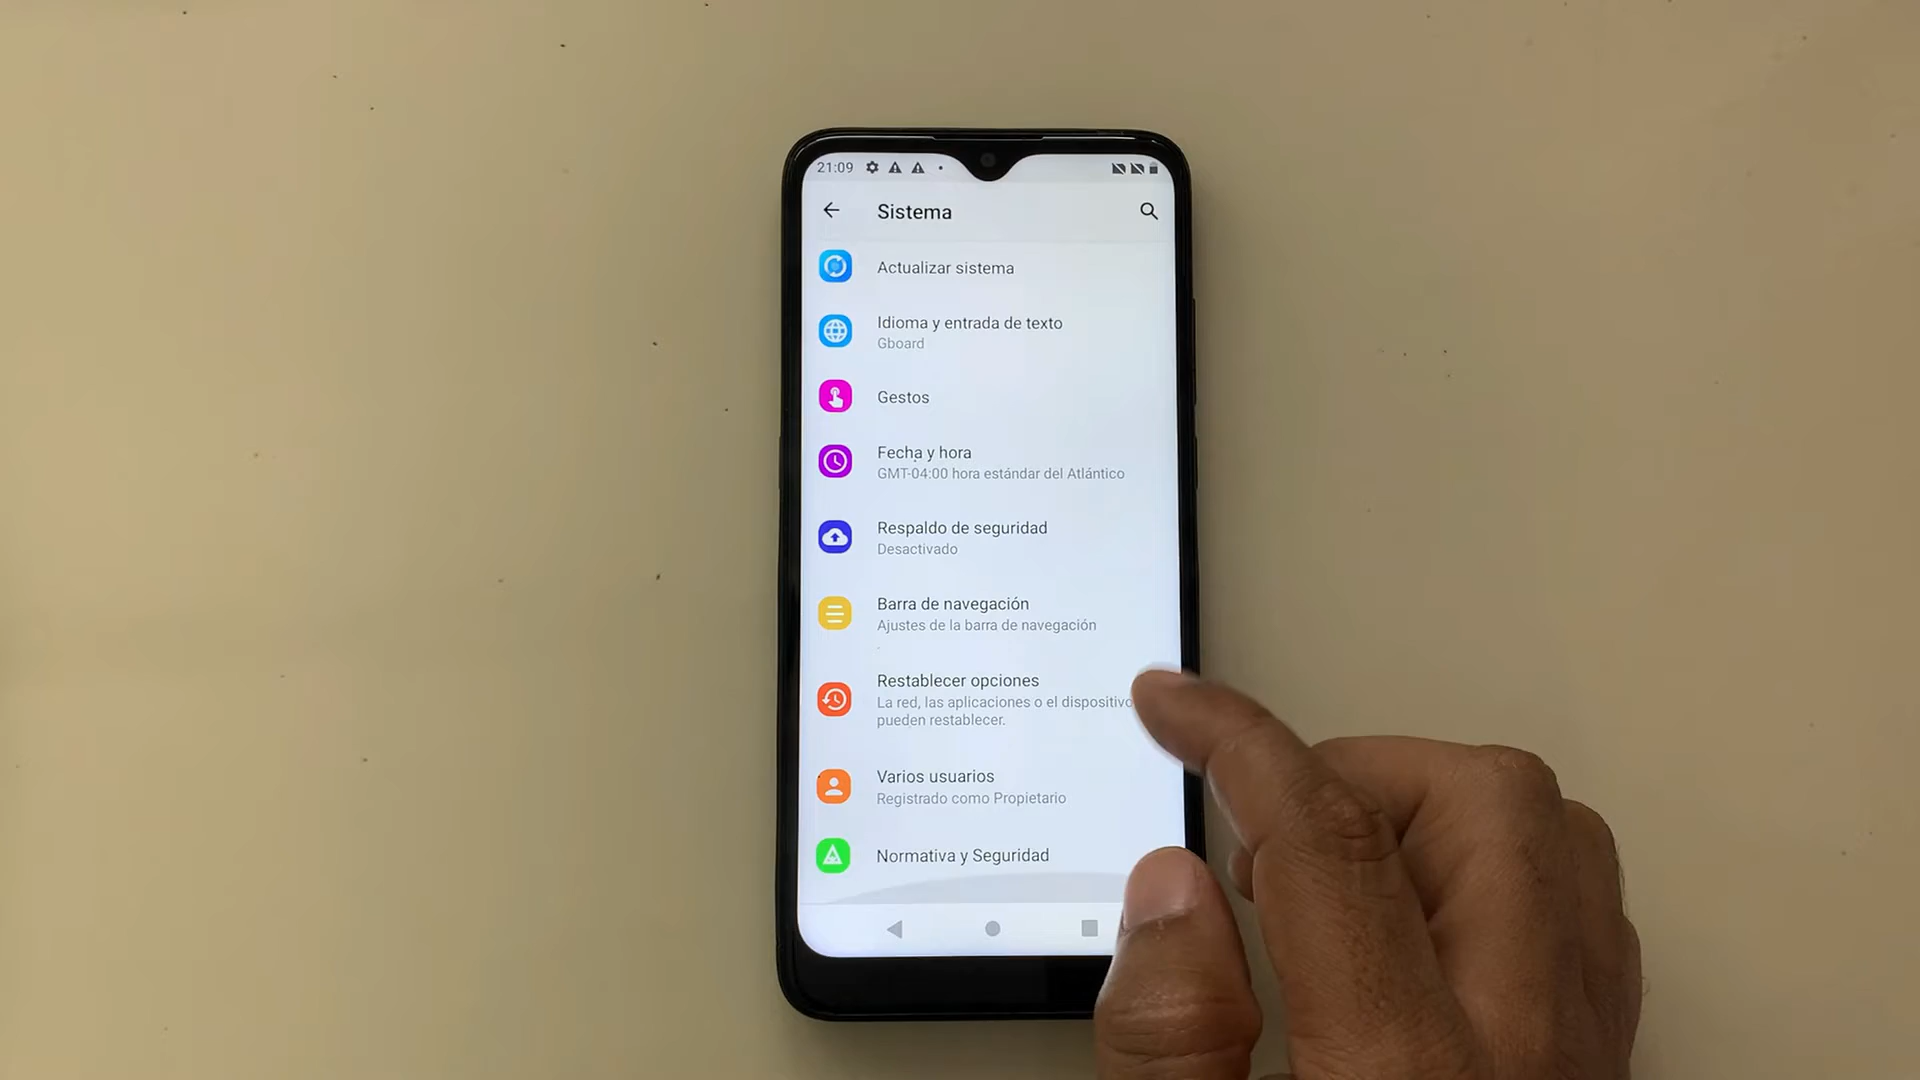 21:09
Sistema
Actualizar sistema
Idioma y entrada de texto
Gboard
Gestos
Fecha y hora
GMT-04:00 hora estándar del Atlántico
Respaldo de seguridad
Desactivado
Barra de navegación
Ajustes de la barra de navegación
Restablecer opciones
La red, las aplicaciones o el dispositivo
pueden restablecer.
Varios usuarios
Registrado como Propietario
Normativa y Seguridad